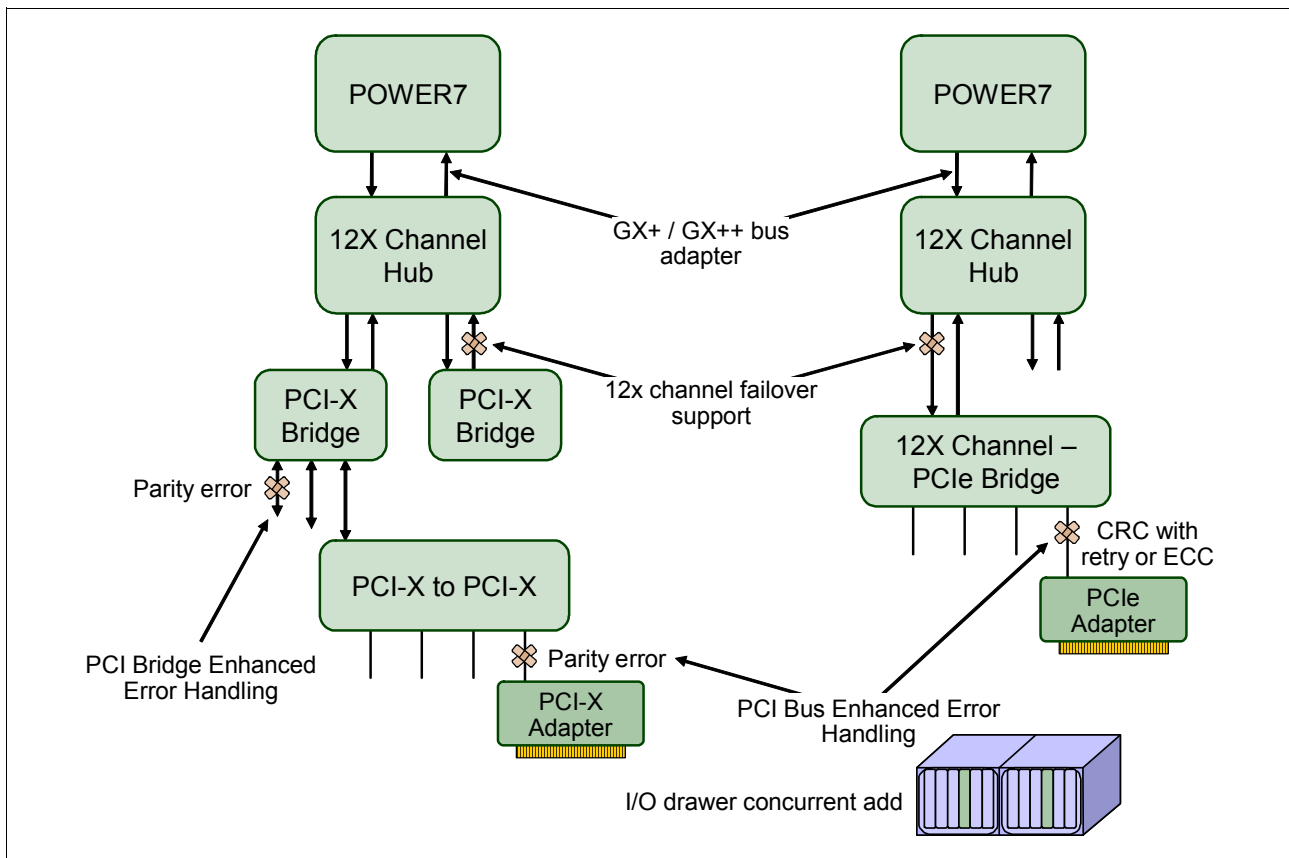 POWER7
POWER7
12X Channel
Hub
GX+ / GX++ bus
adapter
12X Channel
Hub
PCI-X
Bridge
PCI-X
Bridge
12x channel failover
support
12X Channel –
PCIe Bridge
Parity error
CRC with
retry or ECC
PCI-X to PCI-X
PCIe
Adapter
PCI Bridge Enhanced
Error Handling
Parity error
PCI-X
Adapter
PCI Bus Enhanced Error
Handling
I/O drawer concurrent add